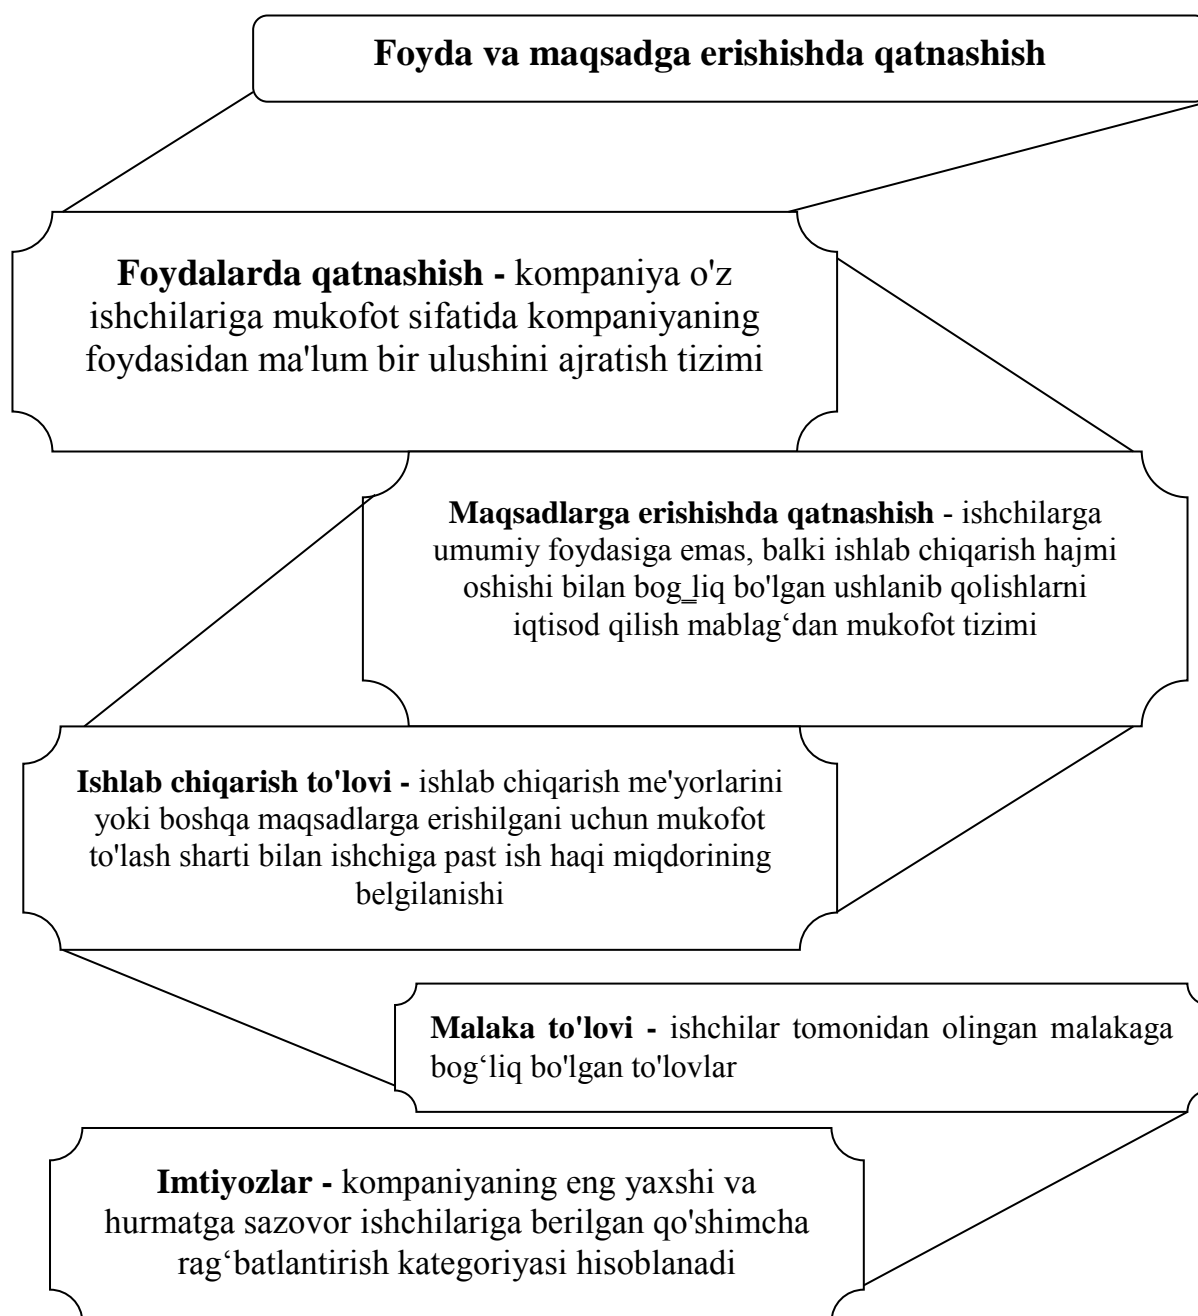 Foyda va maqsadga erishishda qatnashish
Foydalarda qatnashish - kompaniya o'z
ishchilariga mukofot sifatida kompaniyaning
foydasidan ma'lum bir ulushini ajratish tizimi
Maqsadlarga erishishda qatnashish - ishchilarga
umumiy foydasiga emas, balki ishlab chiqarish hajmi
oshishi bilan bog‗liq bo'lgan ushlanib qolishlarni
iqtisod qilish mablag‘dan mukofot tizimi
Ishlab chiqarish to'lovi - ishlab chiqarish me'yorlarini
yoki boshqa maqsadlarga erishilgani uchun mukofot
to'lash sharti bilan ishchiga past ish haqi miqdorining
belgilanishi
Malaka to'lovi - ishchilar tomonidan olingan malakaga
bog‘liq bo'lgan to'lovlar
Imtiyozlar - kompaniyaning eng yaxshi va
hurmatga sazovor ishchilariga berilgan qo'shimcha
rag‘batlantirish kategoriyasi hisoblanadi